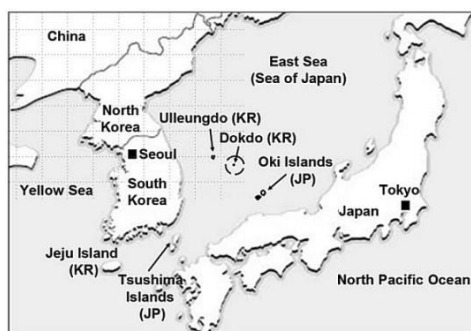 China
East Sea
(Sea of Japan)
North
Korea
Ulleungdo (KR)
Dokdo (KR)
Seoul
Oki Islands
(JP)
Yellow Sea
South
Korea
Tokyo
Japan
Jeju Island
(KR)
Tsushima
Islands
(JP)
North Pacific Ocean